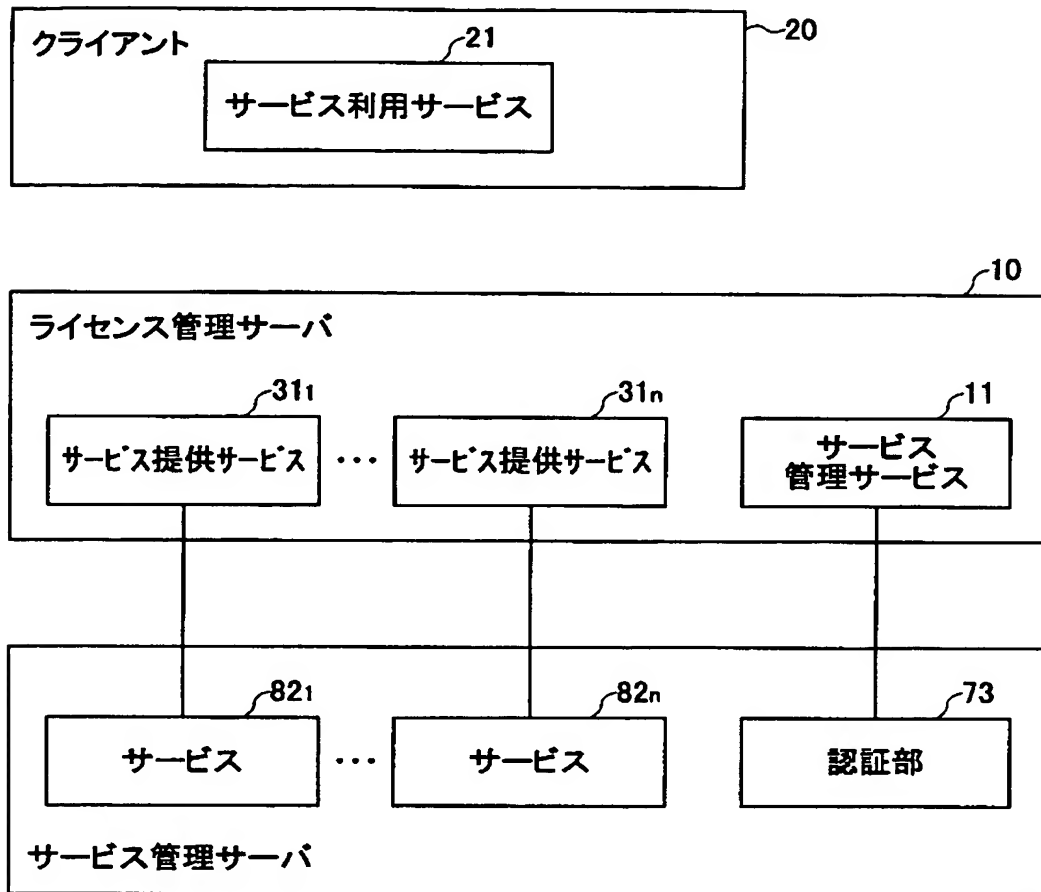 クライアント
20
21
サービス利用サービス
10
ライセンス管理サーバ
311
31n
11
サービス提供サービス
・・・
サービス提供サービス
サービス
管理サービス
821
82n
73
サービス
・・・
サービス
認証部
サービス管理サーバ